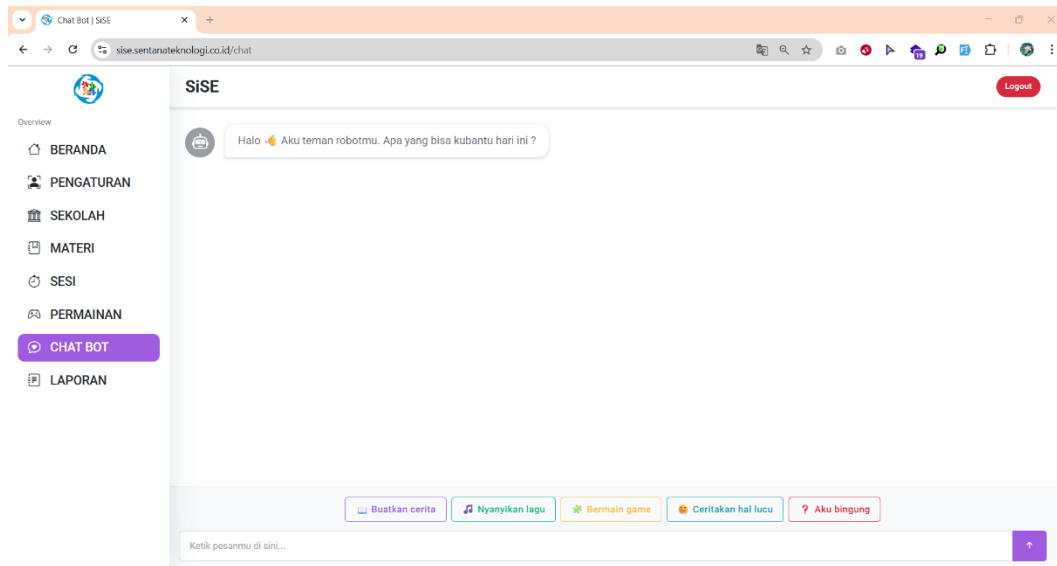 Chat Bot | SiSE
sise.sentanateknologi.co.id/chat
19
SiSE
Logout
Overview
BERANDA
PENGATURAN
SEKOLAH
MATERI
SESI
PERMAINAN
CHAT BOT
LAPORAN
Halo 👋 Aku teman robotmu. Apa yang bisa kubantu hari ini ?
Buatkan cerita
Nyanyikan lagu
Bermain game
Ceritakan hal lucu
? Aku bingung
Ketik pesanmu di sini...